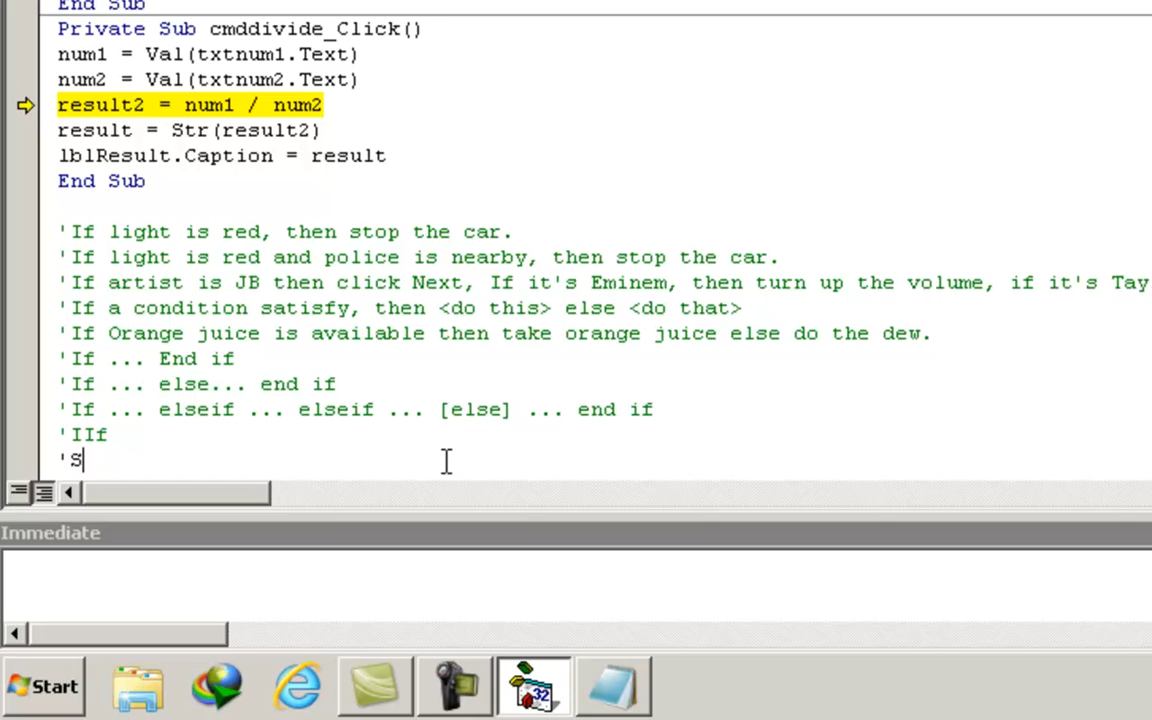 End Sub
Private Sub cmddivide_Click()
num1 = Val(txtnum1.Text)
num2 = Val(txtnum2.Text)
result2 = num1 / num2
result = Str(result2)
lblResult.Caption = result
End Sub
'If light is red, then stop the car.
'If light is red and police is nearby, then stop the car.
'If artist is JB then click Next, If it's Eminem, then turn up the volume, if it's Tay
'If a condition satisfy, then <do this> else <do that>
'If Orange juice is available then take orange juice else do the dew.
'If ... End if
'If ... else... end if
'If ... elseif ... elseif ... [else] ... end if
'IIf
'S
Immediate
Start
32